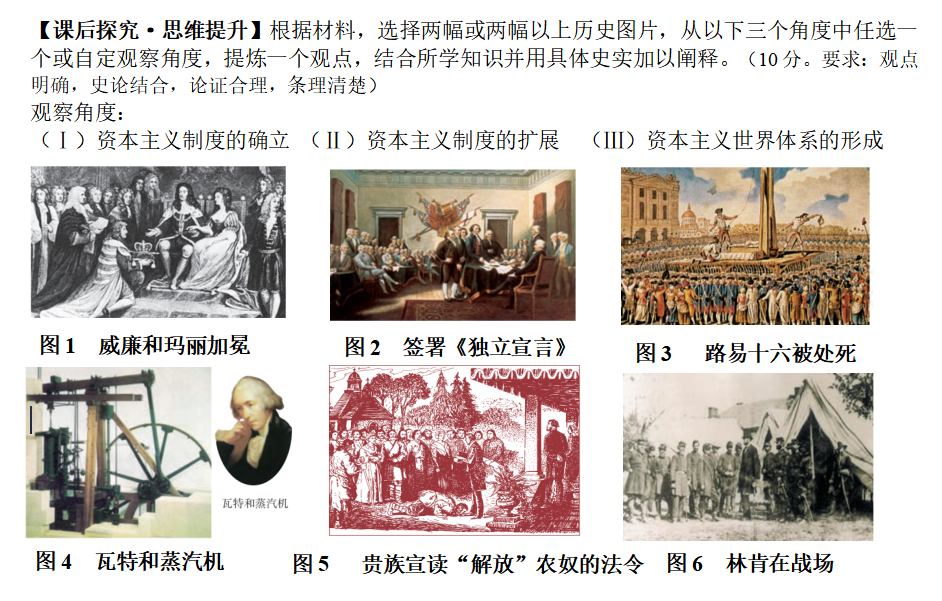 【课后探究·思维提升】根据材料，选择两幅或两幅以上历史图片，从以下三个角度中任选一
个或自定观察角度，提炼一个观点，结合所学知识并用具体史实加以阐释。（10分。要求：观点
明确，史论结合，论证合理，条理清楚）
观察角度：
（Ⅰ）资本主义制度的确立 （Ⅱ）资本主义制度的扩展 （Ⅲ）资本主义世界体系的形成
图1 威廉和玛丽加冕 图2 签署《独立宣言》 图3 路易十六被处死
瓦特和蒸汽机
图4 瓦特和蒸汽机 图5 贵族宣读“解放”农奴的法令 图6 林肯在战场